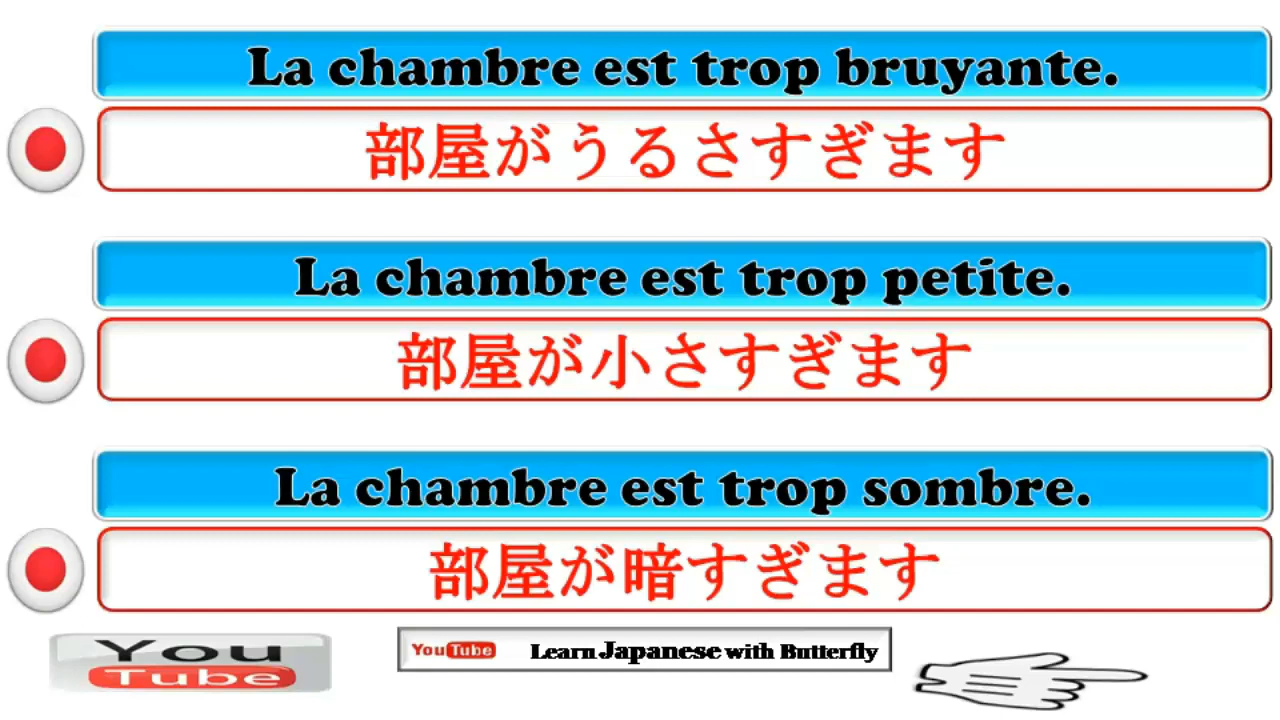 La chambre est trop bruyante.
部屋がうるさすぎます
La chambre est trop petite.
部屋が小さすぎます
La chambre est trop sombre.
部屋が暗すぎます
You
Tube
YouTube Learn Japanese with Butterfly